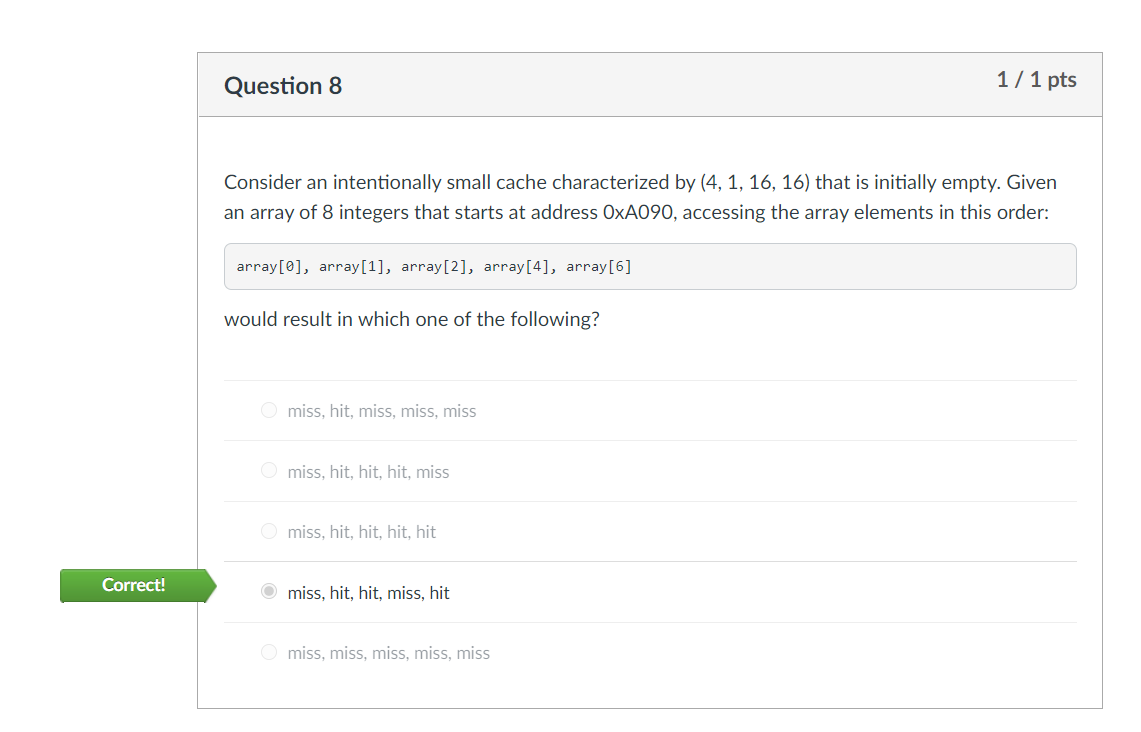 Question 8
1 / 1 pts
Consider an intentionally small cache characterized by (4, 1, 16, 16) that is initially empty. Given
an array of 8 integers that starts at address 0xA090, accessing the array elements in this order:
array[0], array[1], array[2], array[4], array[6]
would result in which one of the following?
miss, hit, miss, miss, miss
miss, hit, hit, hit, miss
miss, hit, hit, hit, hit
Correct!
miss, hit, hit, miss, hit
miss, miss, miss, miss, miss